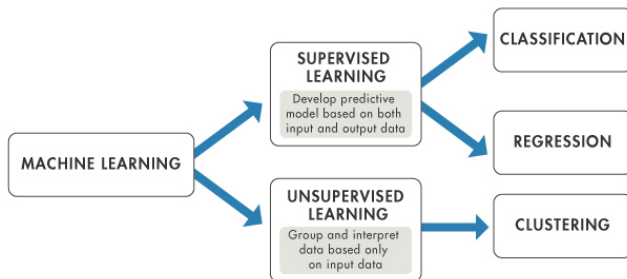 MACHINE LEARNING
SUPERVISED
LEARNING
Develop predictive
model based on both
input and output data
UNSUPERVISED
LEARNING
Group and interpret
data based only
on input data
CLASSIFICATION
REGRESSION
CLUSTERING